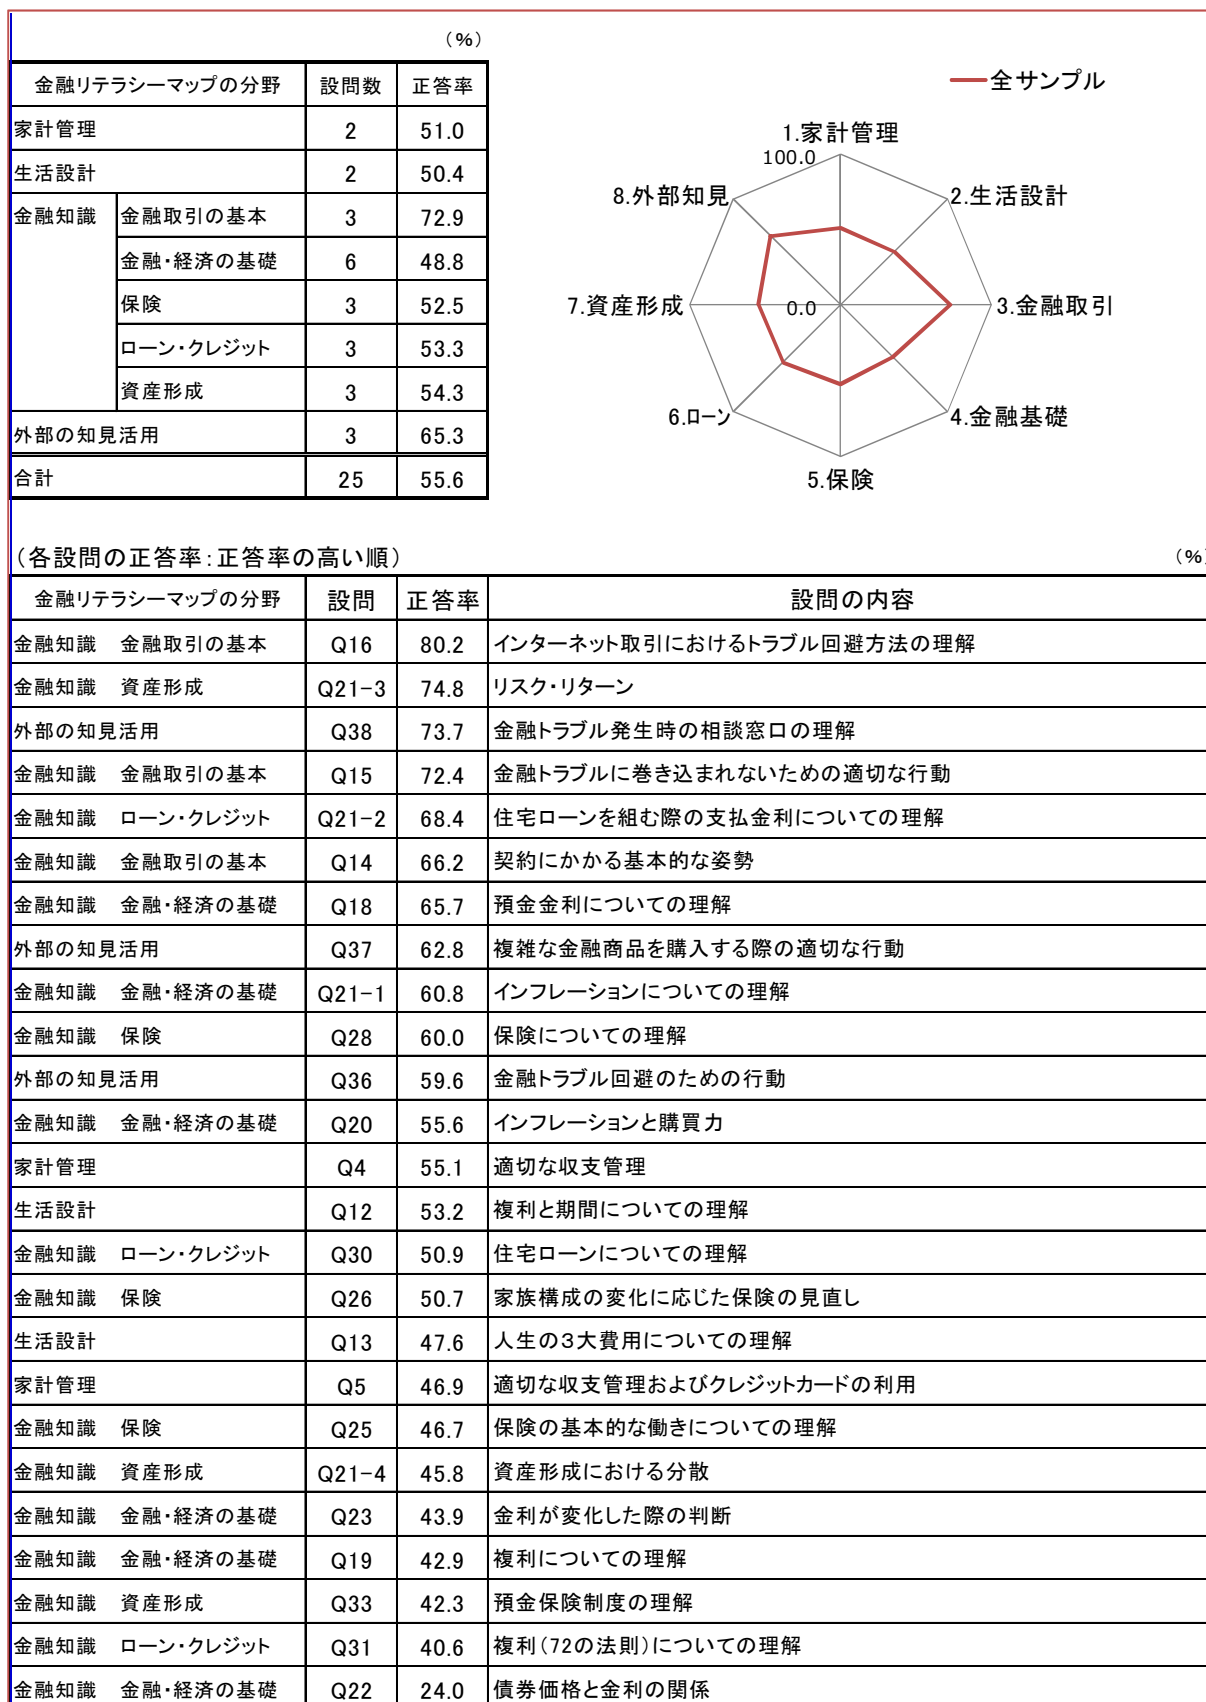 （%）
金融リテラシーマップの分野 設問数 正答率
家計管理 2 51.0
生活設計 2 50.4
金融知識 金融取引の基本 3 72.9
金融・経済の基礎 6 48.8
保険 3 52.5
ローン・クレジット 3 53.3
資産形成 3 54.3
外部の知見活用 3 65.3
合計 25 55.6
全サンプル
1.家計管理
100.0
8.外部知見
2.生活設計
7.資産形成
0.0
3.金融取引
6.ローン
4.金融基礎
5.保険
（各設問の正答率：正答率の高い順）
（%）
金融リテラシーマップの分野 設問 正答率 設問の内容
金融知識 金融取引の基本 Q16 80.2 インターネット取引におけるトラブル回避方法の理解
金融知識 資産形成 Q21-3 74.8 リスク・リターン
外部の知見活用 Q38 73.7 金融トラブル発生時の相談窓口の理解
金融知識 金融取引の基本 Q15 72.4 金融トラブルに巻き込まれないための適切な行動
金融知識 ローン・クレジット Q21-2 68.4 住宅ローンを組む際の支払金利についての理解
金融知識 金融取引の基本 Q14 66.2 契約にかかる基本的な姿勢
金融知識 金融・経済の基礎 Q18 65.7 預金金利についての理解
外部の知見活用 Q37 62.8 複雑な金融商品を購入する際の適切な行動
金融知識 金融・経済の基礎 Q21-1 60.8 インフレーションについての理解
金融知識 保険 Q28 60.0 保険についての理解
外部の知見活用 Q36 59.6 金融トラブル回避のための行動
金融知識 金融・経済の基礎 Q20 55.6 インフレーションと購買力
家計管理 Q4 55.1 適切な収支管理
生活設計 Q12 53.2 複利と期間についての理解
金融知識 ローン・クレジット Q30 50.9 住宅ローンについての理解
金融知識 保険 Q26 50.7 家族構成の変化に応じた保険の見直し
生活設計 Q13 47.6 人生の3大費用についての理解
家計管理 Q5 46.9 適切な収支管理およびクレジットカードの利用
金融知識 保険 Q25 46.7 保険の基本的な働きについての理解
金融知識 資産形成 Q21-4 45.8 資産形成における分散
金融知識 金融・経済の基礎 Q23 43.9 金利が変化した際の判断
金融知識 金融・経済の基礎 Q19 42.9 複利についての理解
金融知識 資産形成 Q33 42.3 預金保険制度の理解
金融知識 ローン・クレジット Q31 40.6 複利（72の法則）についての理解
金融知識 金融・経済の基礎 Q22 24.0 債券価格と金利の関係